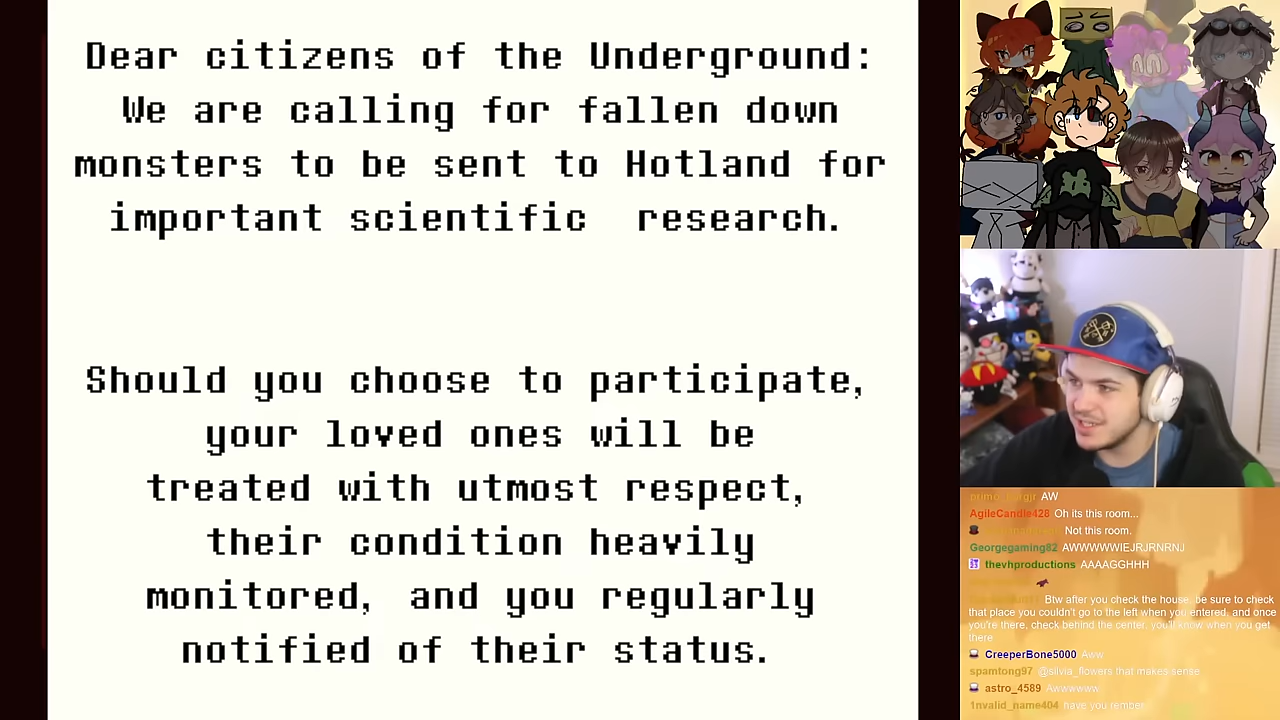 Dear citizens of the Underground:
We are calling for fallen down
monsters to be sent to Hotland for
important scientific research.
Should you choose to participate,
your loved ones will be
treated with utmost respect,
their condition heavily
monitored, and you regularly
notified of their status.
AW
AgileCandle428 Oh its this room...
Not this room.
Georgegaming82 AWWWWWIEJRJRNRNJ
thevhproductions AAAAGGHHH
Btw after you check the house, be sure to check
that place you couldn't go to the left when you entered, and once
you're there, check behind the center, you'll know when you get
there
CreeperBone5000 Aww
spamtong97 @silvia_flowers that makes sense
astro_4589 Awwwwww
1nvalid_name404 have you rember